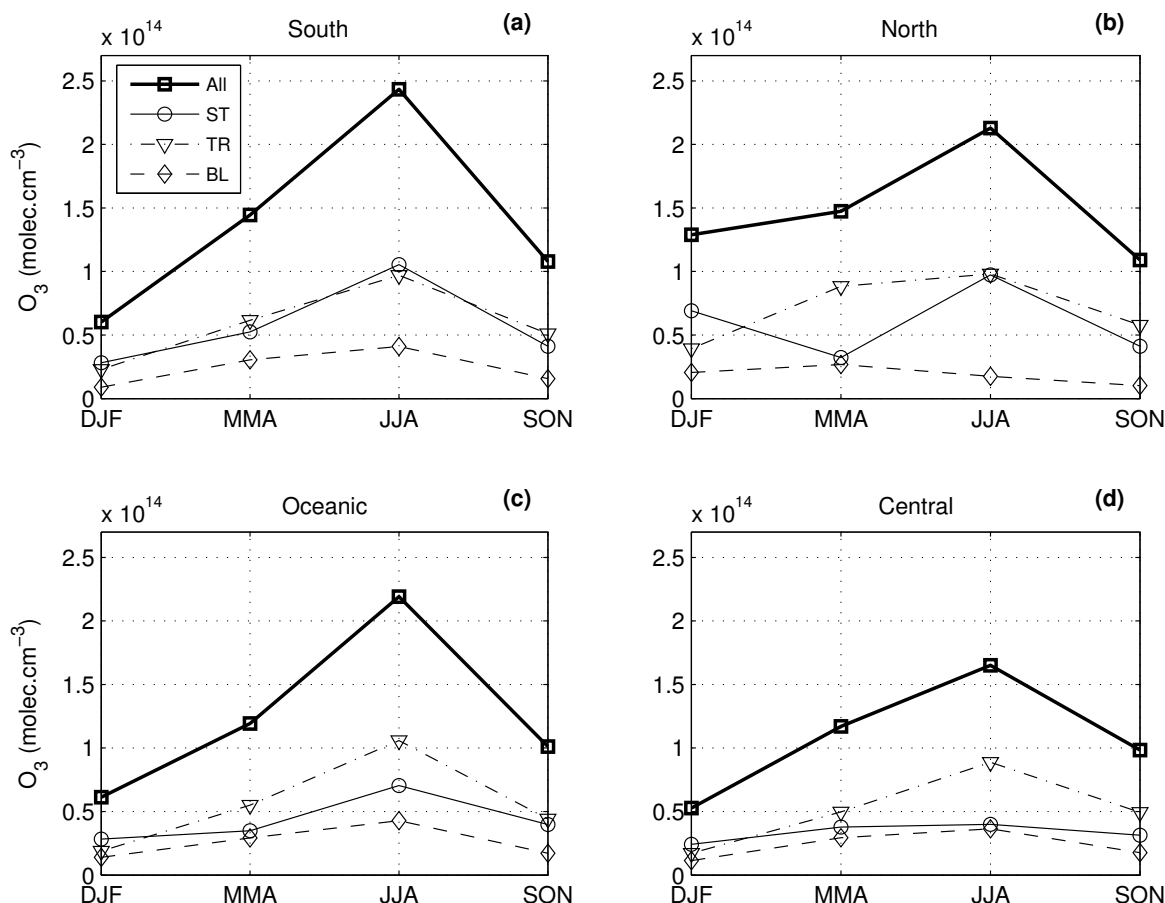 South
(a)
x 10^14
2.5
2
1.5
1
0.5
0
O3 (molec.cm−3)
All
ST
TR
BL
DJF MMA JJA SON
North
(b)
x 10^14
2.5
2
1.5
1
0.5
0
DJF MMA JJA SON
Oceanic
(c)
x 10^14
2.5
2
1.5
1
0.5
0
O3 (molec.cm−3)
DJF MMA JJA SON
Central
(d)
x 10^14
2.5
2
1.5
1
0.5
0
DJF MMA JJA SON